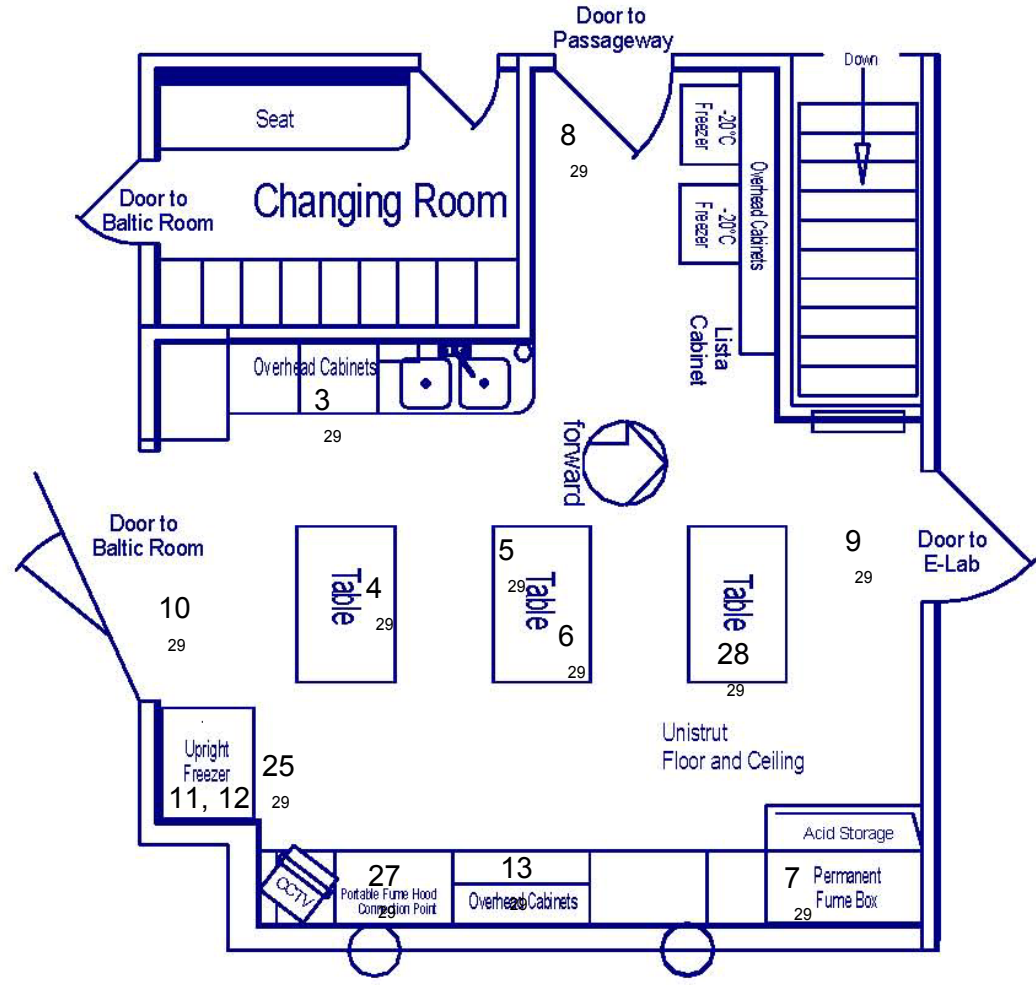 Door to
Passageway
Down
Seat
8
29
-20°C
Freezer
Overhead Cabinets
Door to
Baltic Room
Changing Room
-20°C
Freezer
Lista
Cabinet
Overhead Cabinets
3
29
forward
Door to
Baltic Room
10
29
Table
4
29
5
29
Table
6
29
Table
28
29
9
29
Door to
E-Lab
Unistrut
Floor and Ceiling
Upright
Freezer
11, 12
25
29
CCTV
27
Portable Fume Hood
Connection Point
29
13
Overhead Cabinets
29
Acid Storage
7
Permanent
Fume Box
29